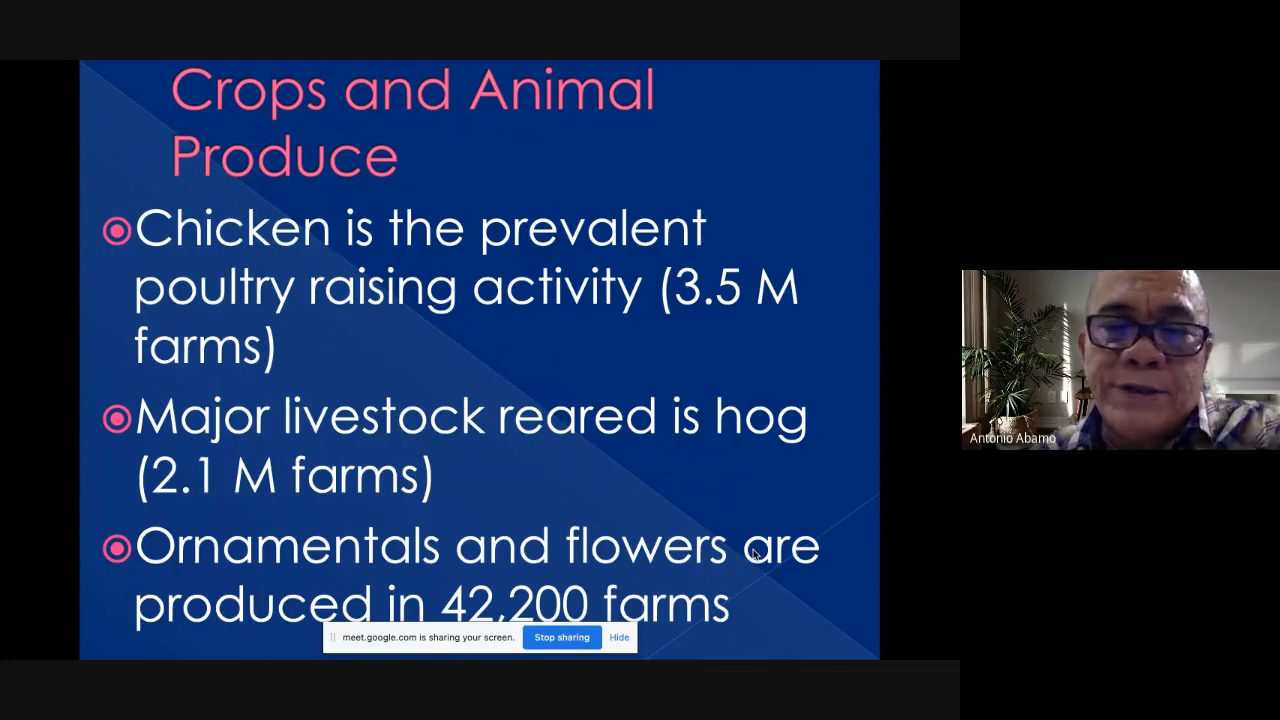 Crops and Animal
Produce
Chicken is the prevalent
poultry raising activity (3.5 M
farms)
Major livestock reared is hog
(2.1 M farms)
Ornamentals and flowers are
produced in 42,200 farms
meet.google.com is sharing your screen. Stop sharing Hide
Antonio Abamo